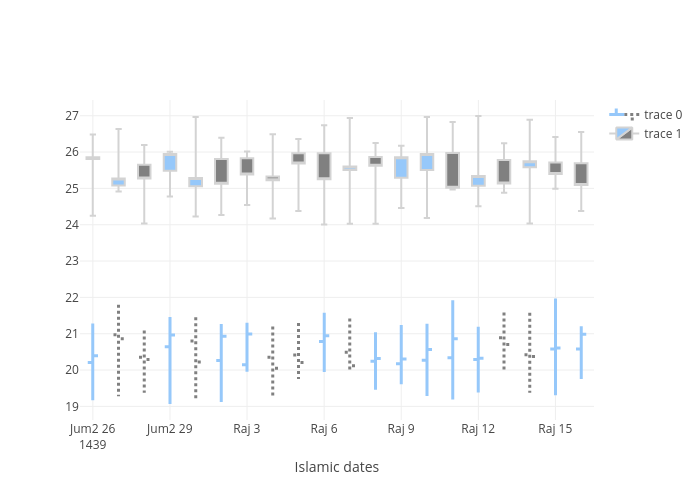 27
26
25
24
23
22
21
20
19
Jum2 26
1439
Jum2 29
Raj 3
Raj 6
Raj 9
Raj 12
Raj 15
Islamic dates
trace 0
trace 1